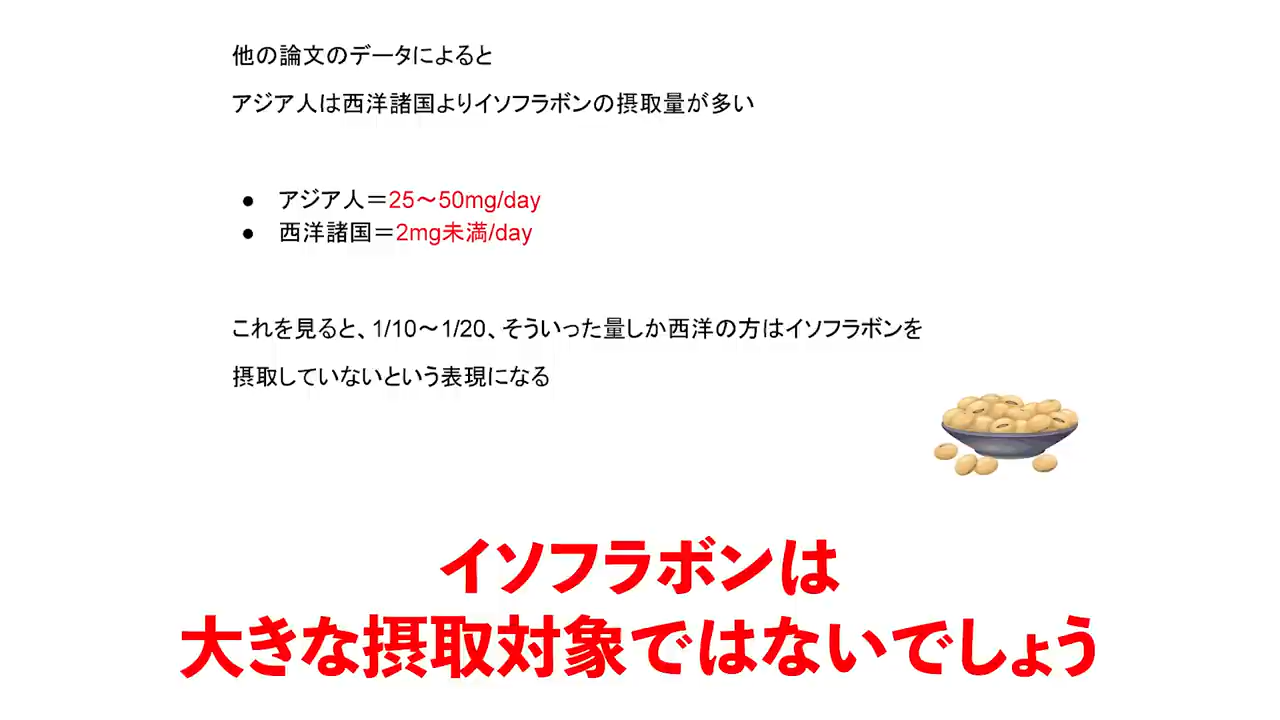 他の論文のデータによると
アジア人は西洋諸国よりイソフラボンの摂取量が多い
● アジア人＝25〜50mg/day
● 西洋諸国＝2mg未満/day
これを見ると、1/10〜1/20、そういった量しか西洋の方はイソフラボンを
摂取していないという表現になる
イソフラボンは
大きな摂取対象ではないでしょう